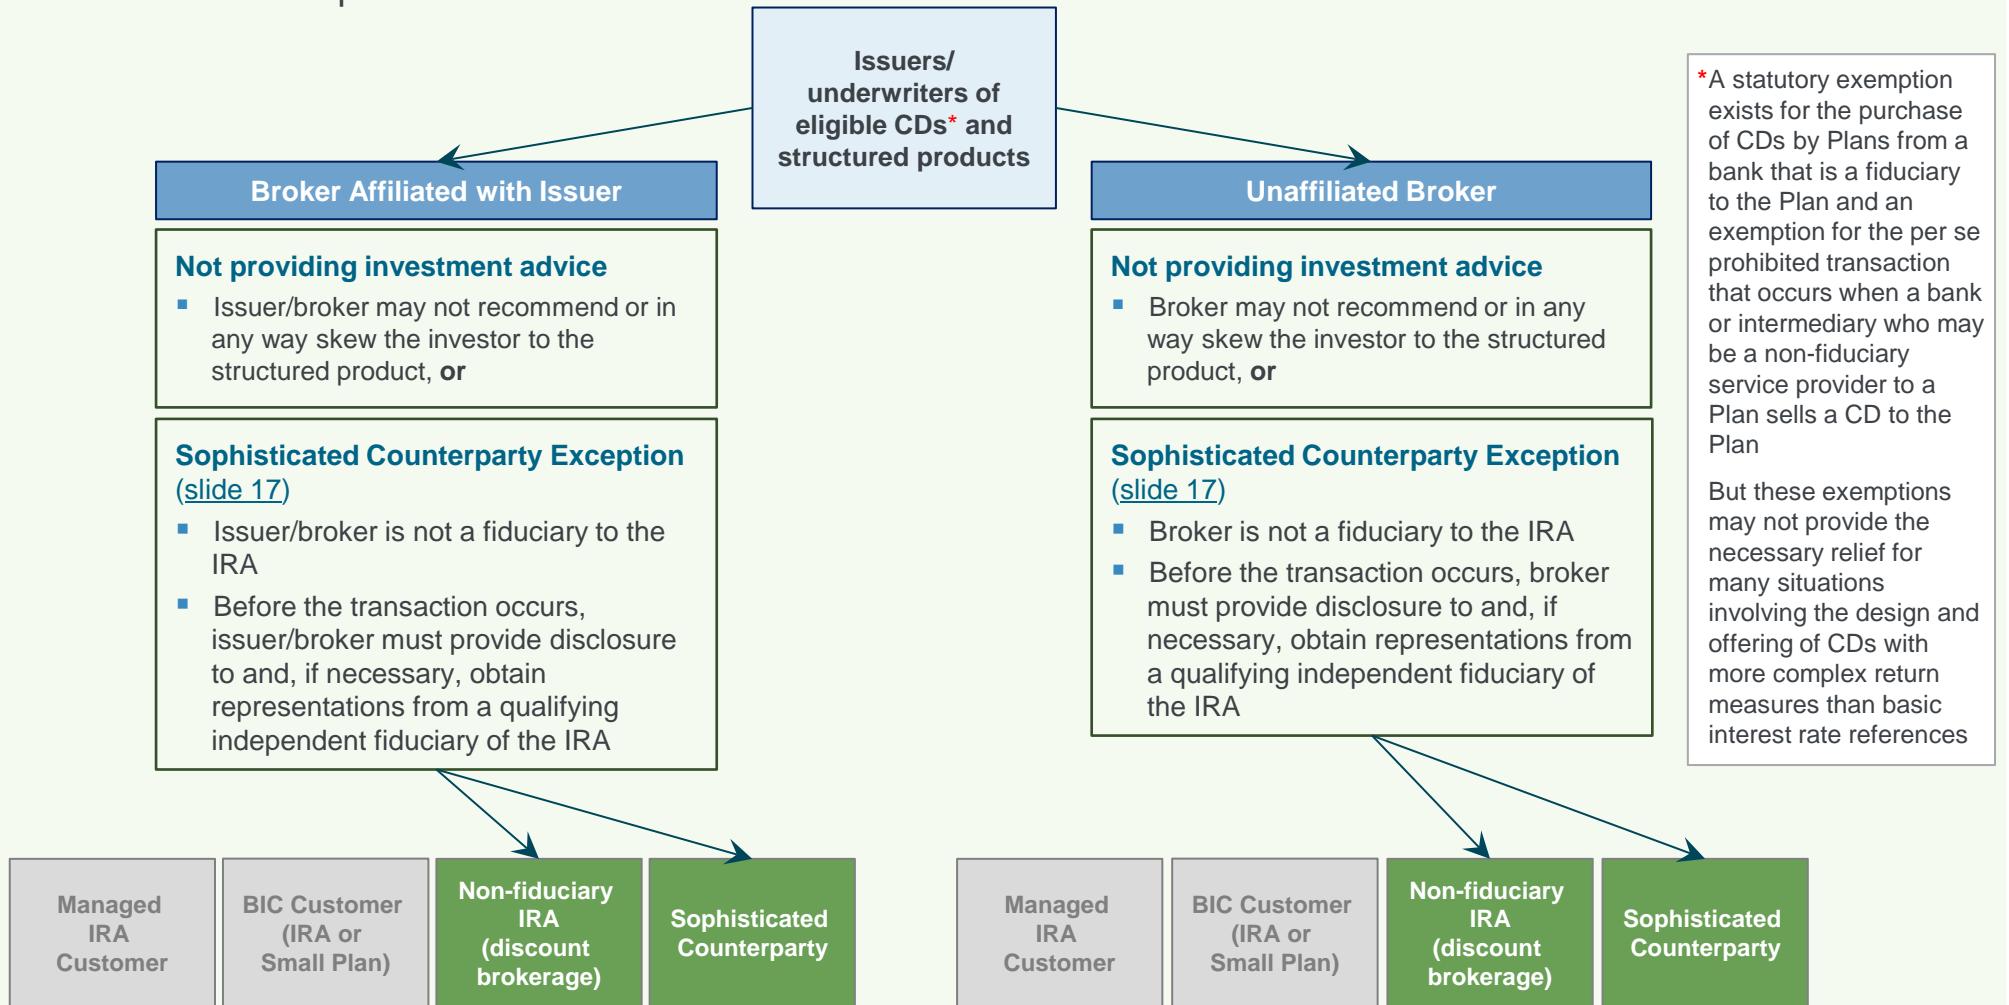 Issuers/
underwriters of
eligible CDs* and
structured products
Broker Affiliated with Issuer
Not providing investment advice
▪ Issuer/broker may not recommend or in
any way skew the investor to the
structured product, or
Sophisticated Counterparty Exception
(slide 17)
▪ Issuer/broker is not a fiduciary to the
IRA
▪ Before the transaction occurs,
issuer/broker must provide disclosure
to and, if necessary, obtain
representations from a qualifying
independent fiduciary of the IRA
Managed
IRA
Customer
BIC Customer
(IRA or
Small Plan)
Non-fiduciary
IRA
(discount
brokerage)
Sophisticated
Counterparty
Unaffiliated Broker
Not providing investment advice
▪ Broker may not recommend or in any
way skew the investor to the structured
product, or
Sophisticated Counterparty Exception
(slide 17)
▪ Broker is not a fiduciary to the IRA
▪ Before the transaction occurs, broker
must provide disclosure to and, if
necessary, obtain representations from
a qualifying independent fiduciary of
the IRA
Managed
IRA
Customer
BIC Customer
(IRA or
Small Plan)
Non-fiduciary
IRA
(discount
brokerage)
Sophisticated
Counterparty
*A statutory exemption
exists for the purchase
of CDs by Plans from a
bank that is a fiduciary
to the Plan and an
exemption for the per se
prohibited transaction
that occurs when a bank
or intermediary who may
be a non-fiduciary
service provider to a
Plan sells a CD to the
Plan
But these exemptions
may not provide the
necessary relief for
many situations
involving the design and
offering of CDs with
more complex return
measures than basic
interest rate references